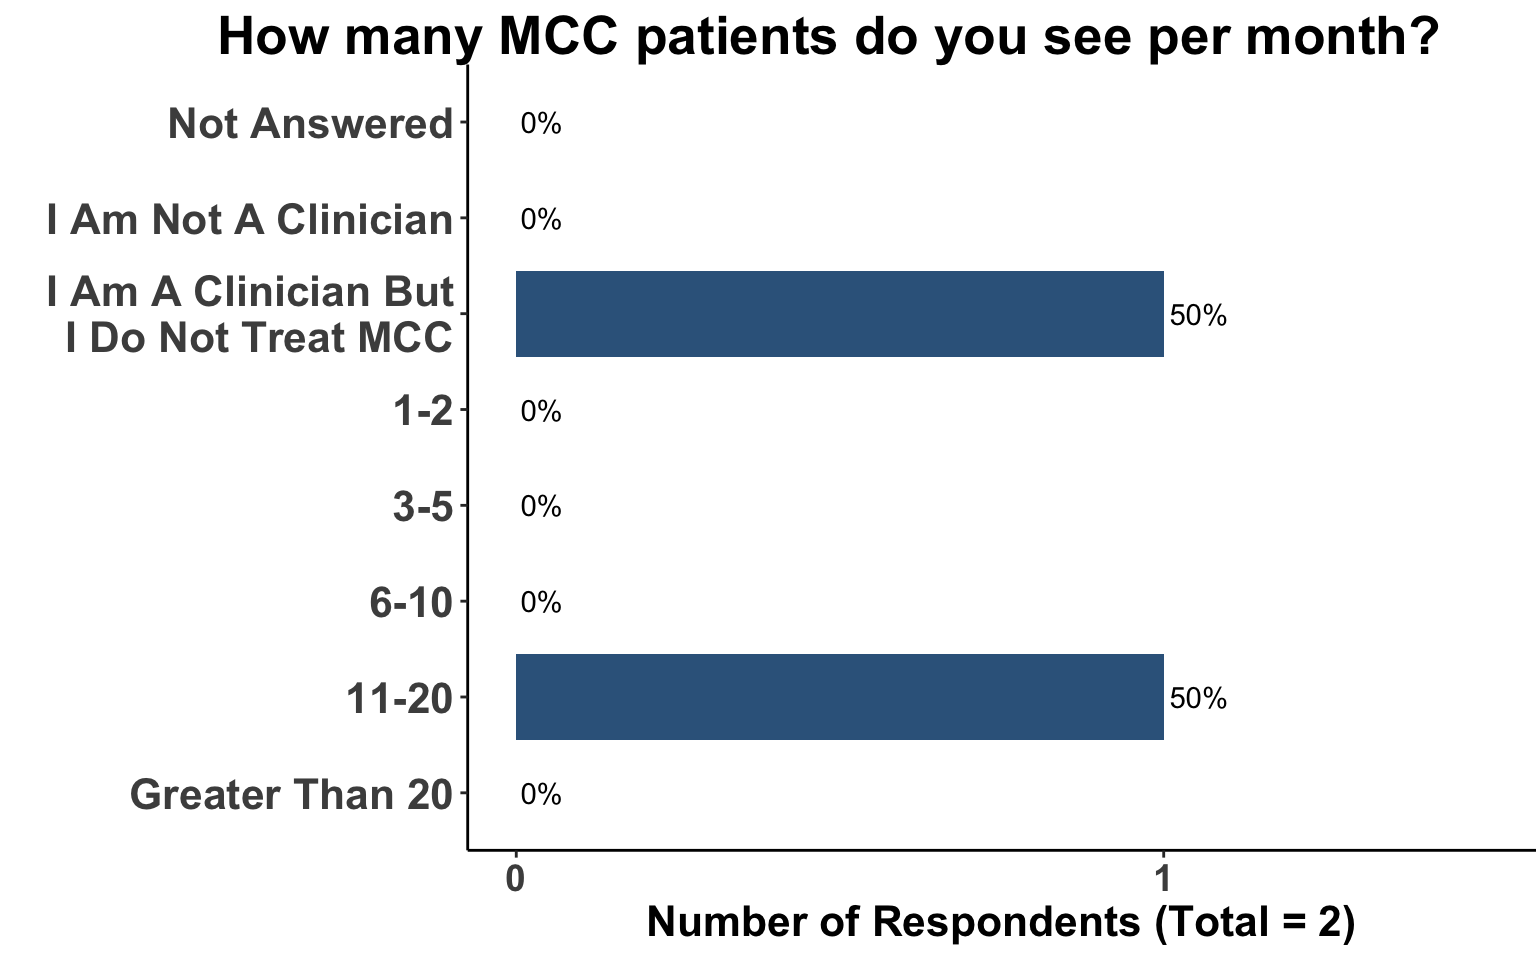 How many MCC patients do you see per month?
Not Answered
0%
I Am Not A Clinician
0%
I Am A Clinician But
I Do Not Treat MCC
50%
1-2
0%
3-5
0%
6-10
0%
11-20
50%
Greater Than 20
0%
0
1
Number of Respondents (Total = 2)